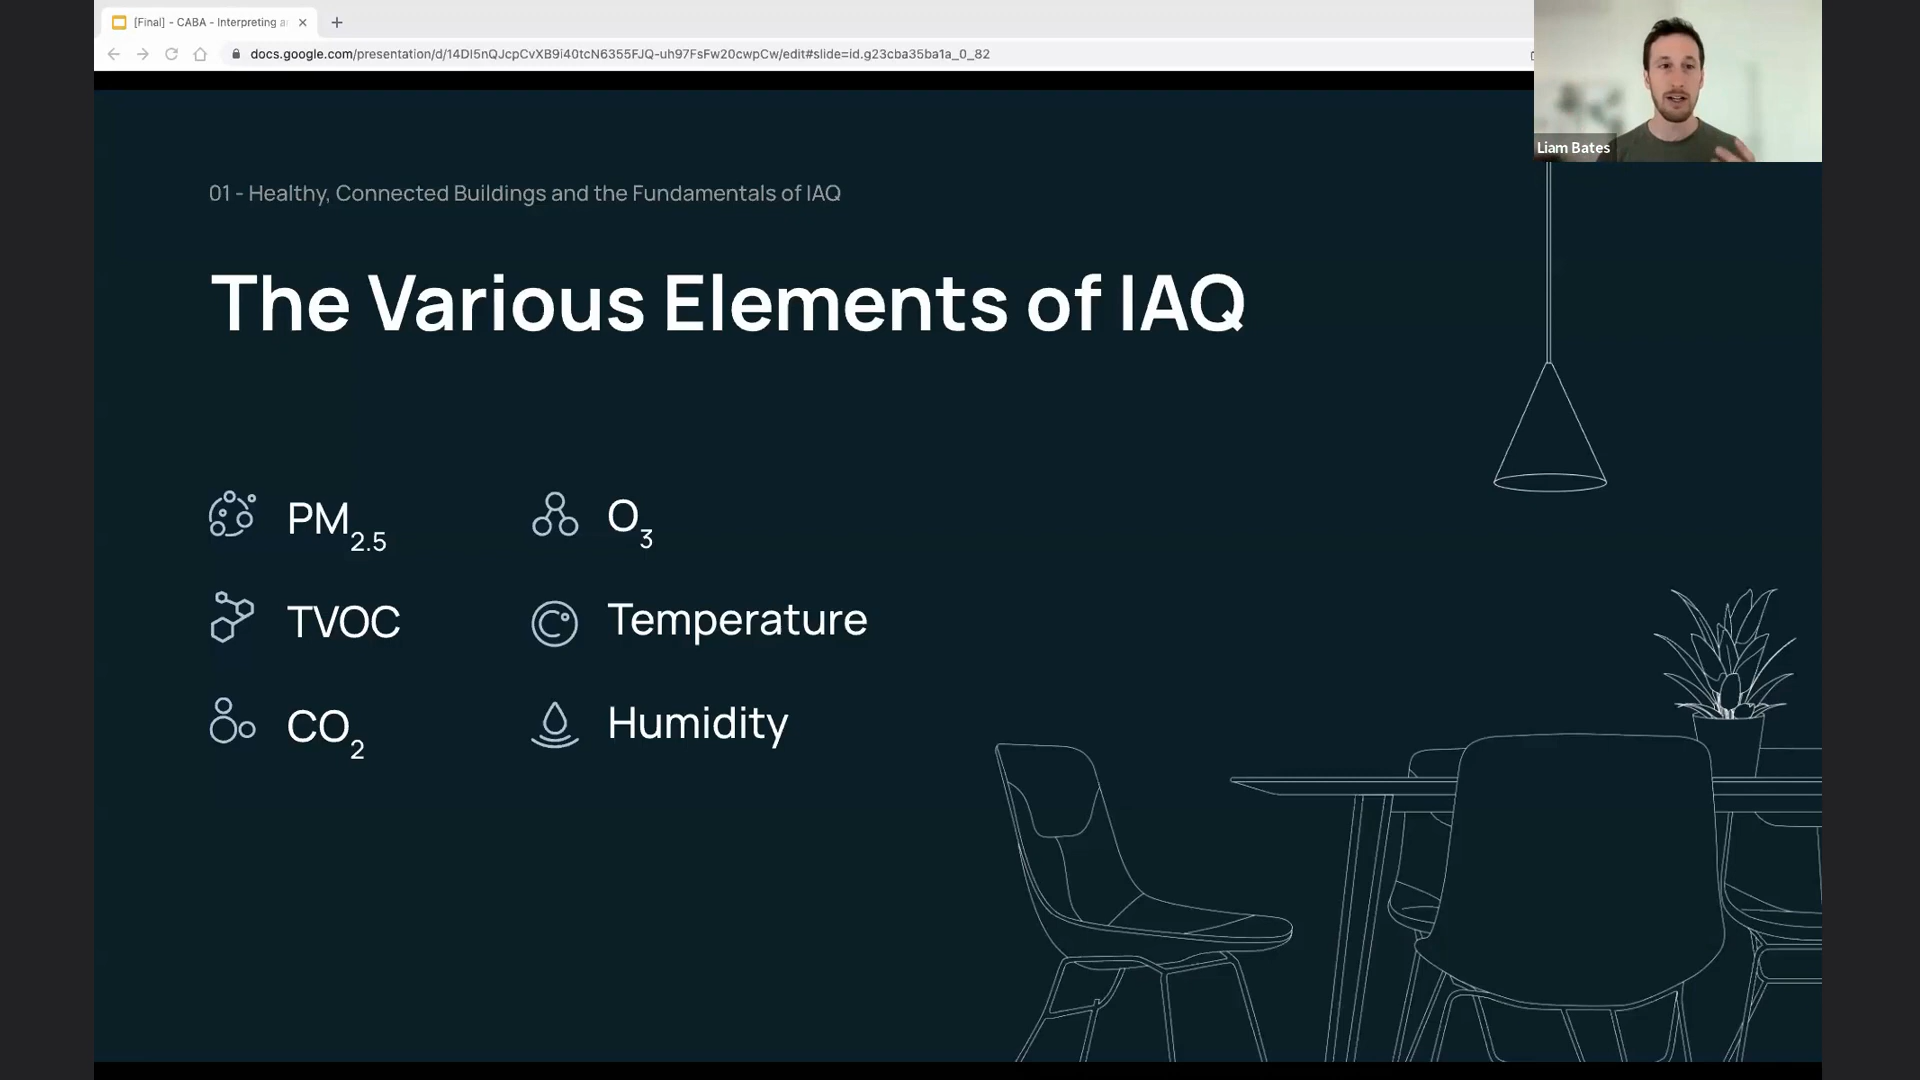 [Final] - CABA - Interpreting a
docs.google.com/presentation/d/14DI5nQJcpCvXB9i40tcN6355FJQ-uh97FsFw20cwpCw/edit#slide=id.g23cba35ba1a_0_82
Liam Bates
01 - Healthy, Connected Buildings and the Fundamentals of IAQ
The Various Elements of IAQ
PM2.5
O3
TVOC
Temperature
CO2
Humidity